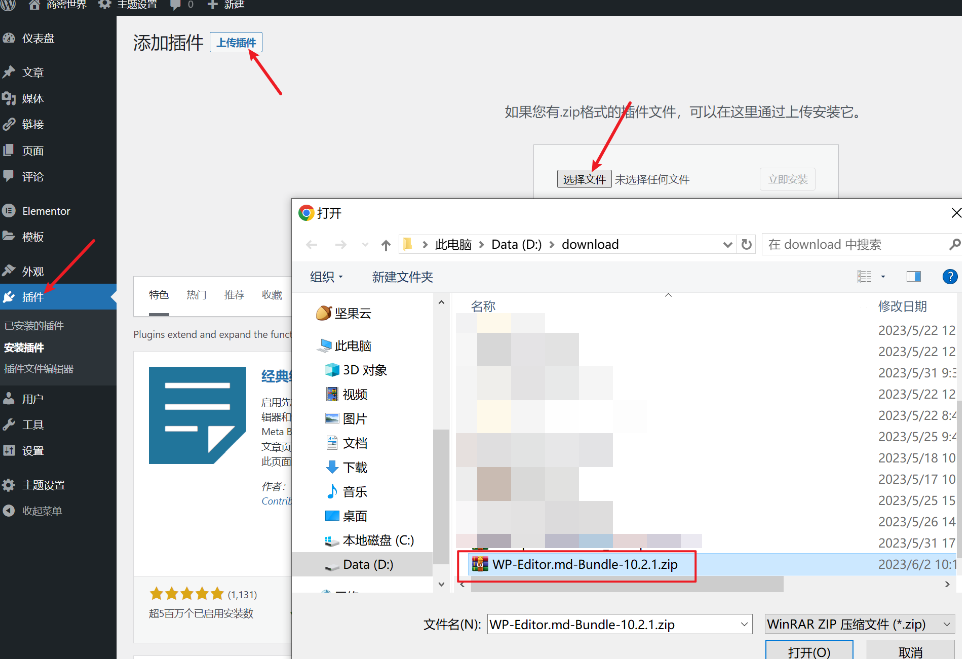 商密世界 主题设置 0 新建
仪表盘
文章
媒体
链接
页面
评论
Elementor
模板
外观
插件
已安装的插件
安装插件
插件文件编辑器
用户
工具
设置
主题设置
收起菜单
添加插件 上传插件
如果您有.zip格式的插件文件，可以在这里通过上传安装它。
选择文件 未选择任何文件 立即安装
特色 热门 推荐 收藏
Plugins extend and expand the
经典
启用
辑器和
Meta
文章
此页面
作者：
(1,131)
超5百万个已启用安装数
打开
此电脑 > Data (D:) > download
在 download 中搜索
组织 新建文件夹
名称 修改日期
坚果云
此电脑
3D 对象
视频
图片
文档
下载
音乐
桌面
本地磁盘 (C:)
Data (D:)
2023/5/22 12
2023/5/22 12
2023/5/31 9:3
2023/5/22 12
2023/5/22 8:4
2023/5/25 9:4
2023/5/18 10
2023/5/17 10
2023/5/25 15
2023/5/26 14
2023/5/31 17
WP-Editor.md-Bundle-10.2.1.zip 2023/6/2 10:1
文件名(N): WP-Editor.md-Bundle-10.2.1.zip WinRAR ZIP 压缩文件 (*.zip)
打开(O) 取消